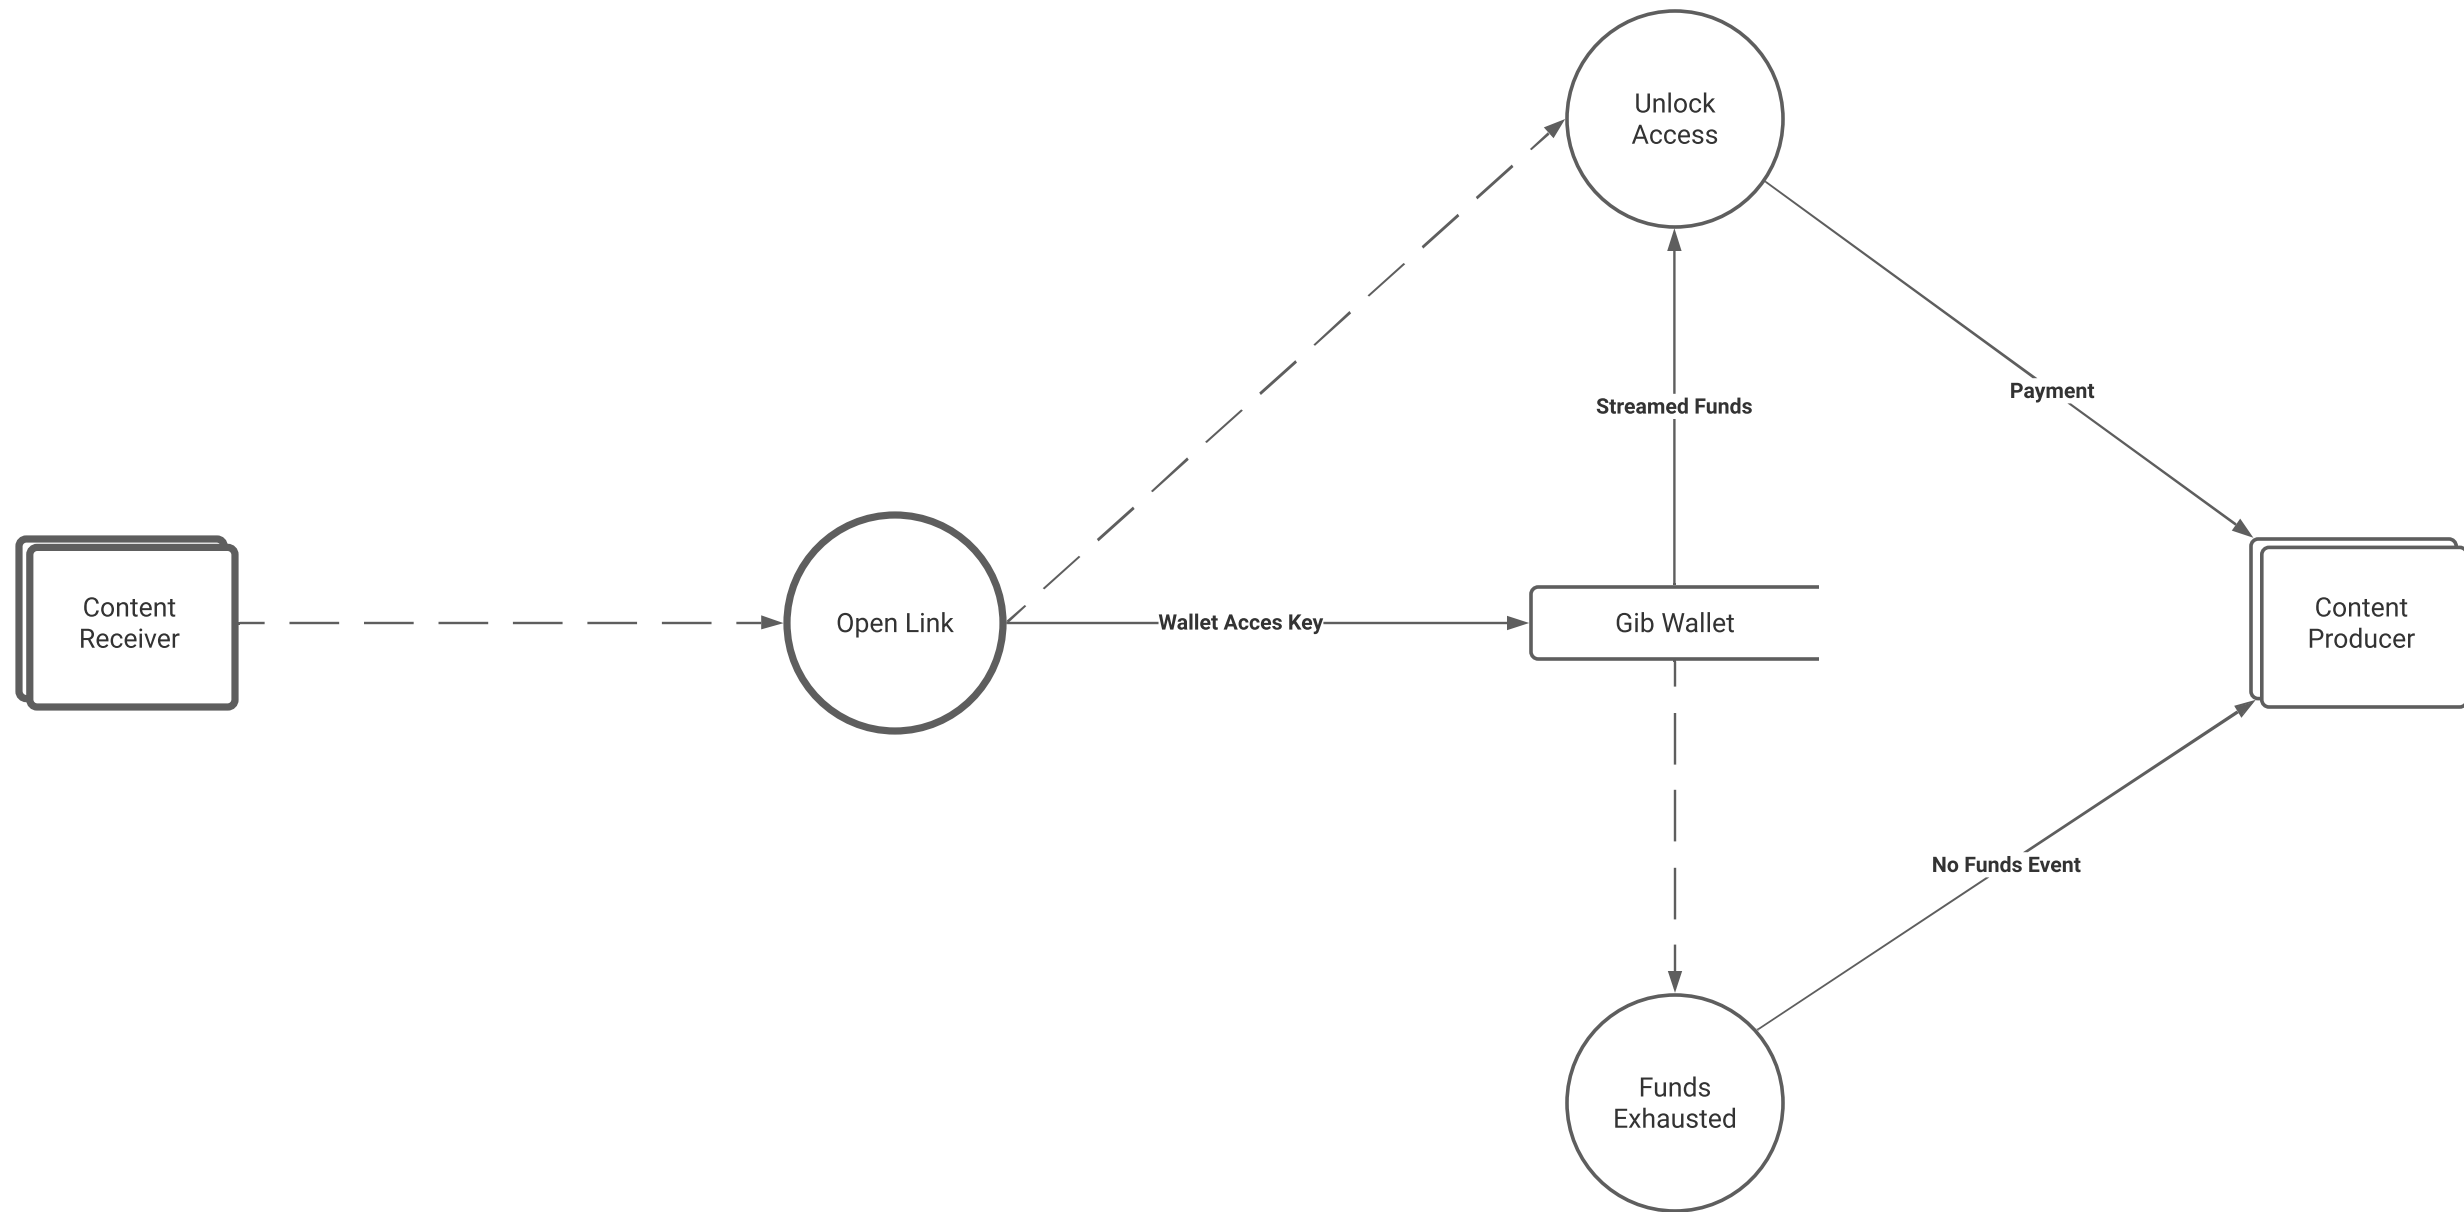 Unlock
Access
Payment
Streamed Funds
Content
Receiver
Open Link
Wallet Acces Key
Gib Wallet
Content
Producer
No Funds Event
Funds
Exhausted